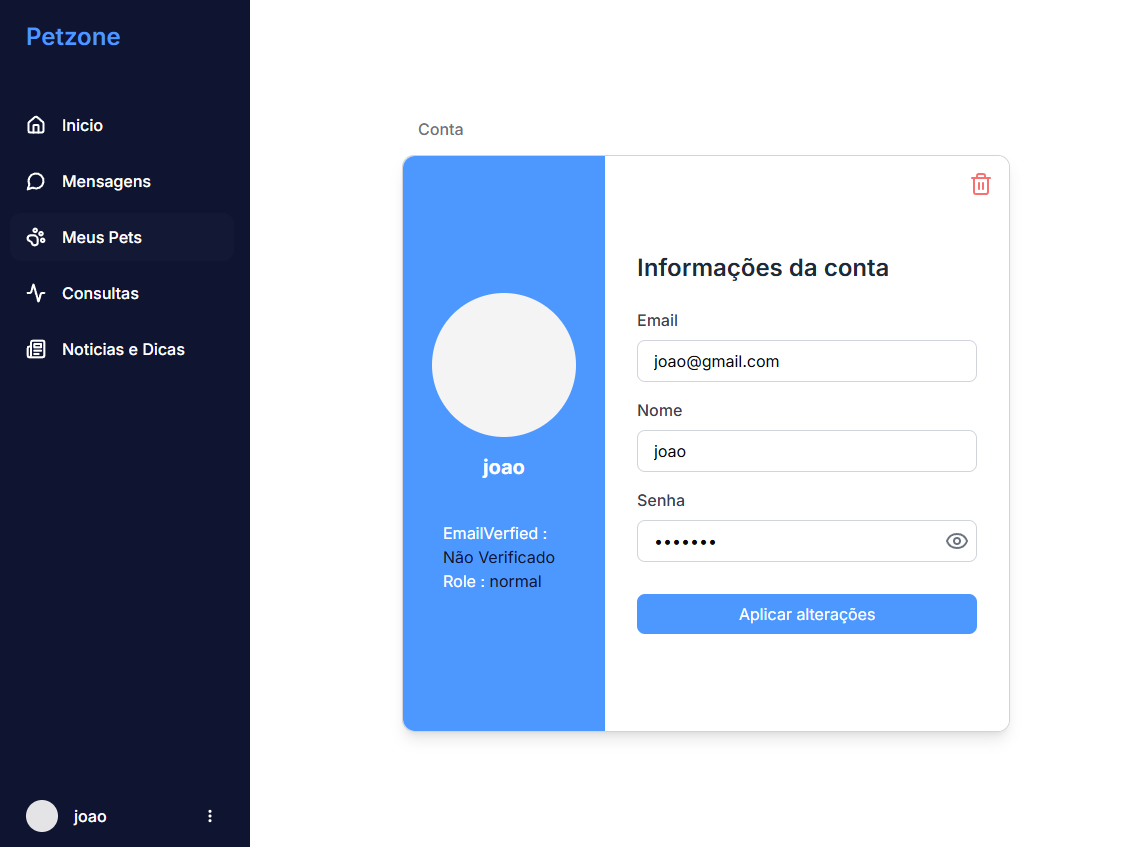 Petzone
Inicio
Mensagens
Meus Pets
Consultas
Noticias e Dicas
joao
Conta
joao
EmailVerfied :
Não Verificado
Role : normal
Informações da conta
Email
joao@gmail.com
Nome
joao
Senha
•••••••
Aplicar alterações